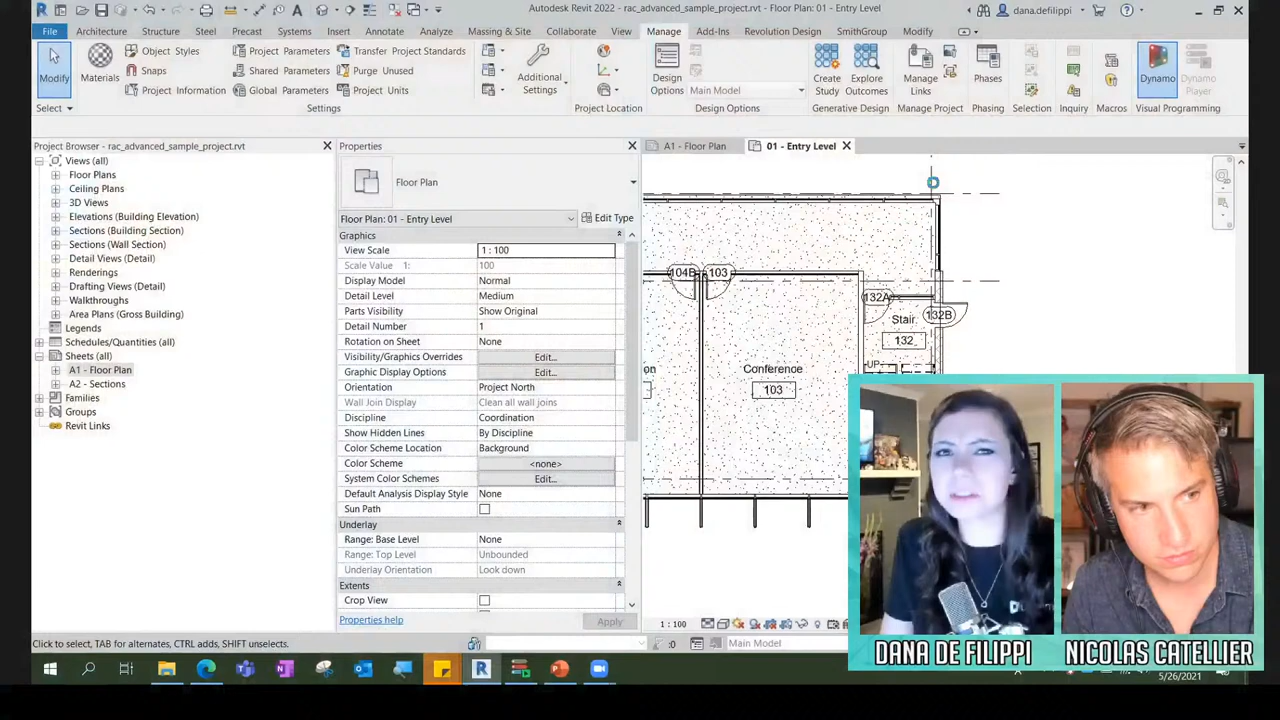 Autodesk Revit 2022 - rac_advanced_sample_project.rvt - Floor Plan: 01 - Entry Level
dana.defilippi
File Architecture Structure Steel Precast Systems Insert Annotate Analyze Massing & Site Collaborate View Manage Add-Ins Revolution Design SmithGroup Modify
Modify
Select
Materials
Object Styles
Snaps
Project Information
Project Parameters
Shared Parameters
Global Parameters
Transfer Project Standards
Purge Unused
Project Units
Settings
Additional
Settings
Project Location
Design
Options
Main Model
Design Options
Create
Study
Explore
Outcomes
Generative Design
Manage
Links
Manage Project
Phases
Phasing
Selection
Inquiry
Macros
Dynamo
Dynamo
Player
Visual Programming
Project Browser - rac_advanced_sample_project.rvt
Views (all)
Floor Plans
Ceiling Plans
3D Views
Elevations (Building Elevation)
Sections (Building Section)
Sections (Wall Section)
Detail Views (Detail)
Renderings
Drafting Views (Detail)
Walkthroughs
Area Plans (Gross Building)
Legends
Schedules/Quantities (all)
Sheets (all)
A1 - Floor Plan
A2 - Sections
Families
Groups
Revit Links
Properties
Floor Plan
Floor Plan: 01 - Entry Level
Edit Type
Graphics
View Scale 1 : 100
Scale Value 1: 100
Display Model Normal
Detail Level Medium
Parts Visibility Show Original
Detail Number 1
Rotation on Sheet None
Visibility/Graphics Overrides Edit...
Graphic Display Options Edit...
Orientation Project North
Wall Join Display Clean all wall joins
Discipline Coordination
Show Hidden Lines By Discipline
Color Scheme Location Background
Color Scheme <none>
System Color Schemes Edit...
Default Analysis Display Style None
Sun Path
Underlay
Range: Base Level None
Range: Top Level Unbounded
Underlay Orientation Look down
Extents
Crop View
Properties help
Apply
A1 - Floor Plan
01 - Entry Level
104B
103
132A
132B
Stair
132
UP
on
Conference
103
1 : 100
Click to select, TAB for alternates, CTRL adds, SHIFT unselects.
:0
Main Model
DANA DE FILIPPI
NICOLAS CATELLIER
5/26/2021